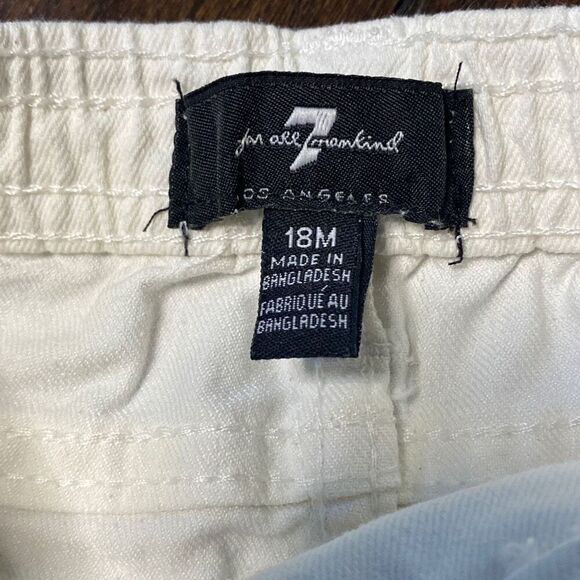 for all 7 mankind
LOS ANGELES
18M
MADE IN
BANGLADESH
FABRIQUÉ AU
BANGLADESH